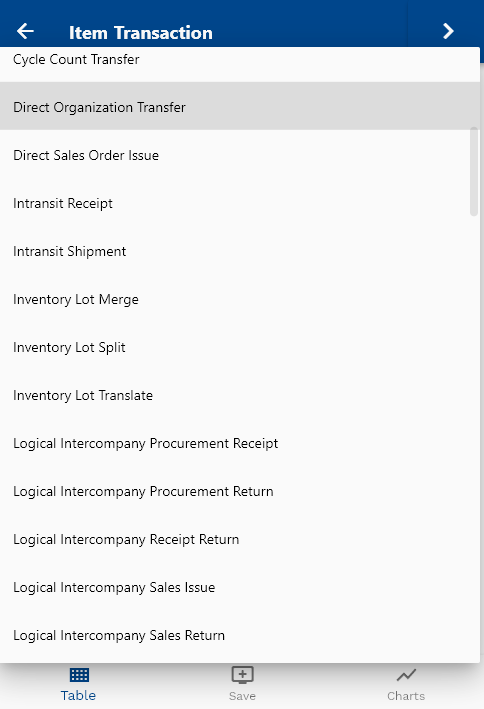 Item Transaction
Cycle Count Transfer
Direct Organization Transfer
Direct Sales Order Issue
Intransit Receipt
Intransit Shipment
Inventory Lot Merge
Inventory Lot Split
Inventory Lot Translate
Logical Intercompany Procurement Receipt
Logical Intercompany Procurement Return
Logical Intercompany Receipt Return
Logical Intercompany Sales Issue
Logical Intercompany Sales Return
Table Save Charts